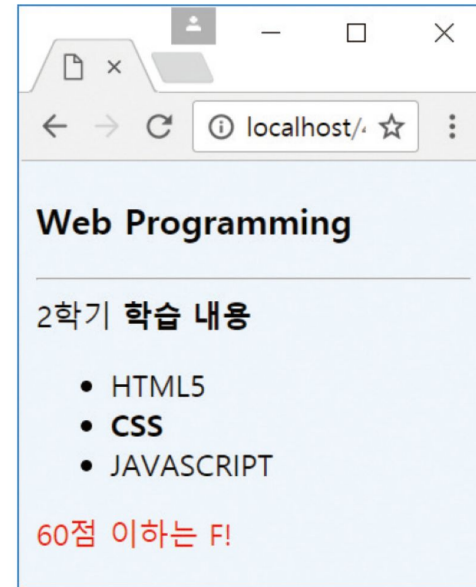 localhost/
Web Programming
2학기 학습 내용
HTML5
CSS
JAVASCRIPT
60점 이하는 F!